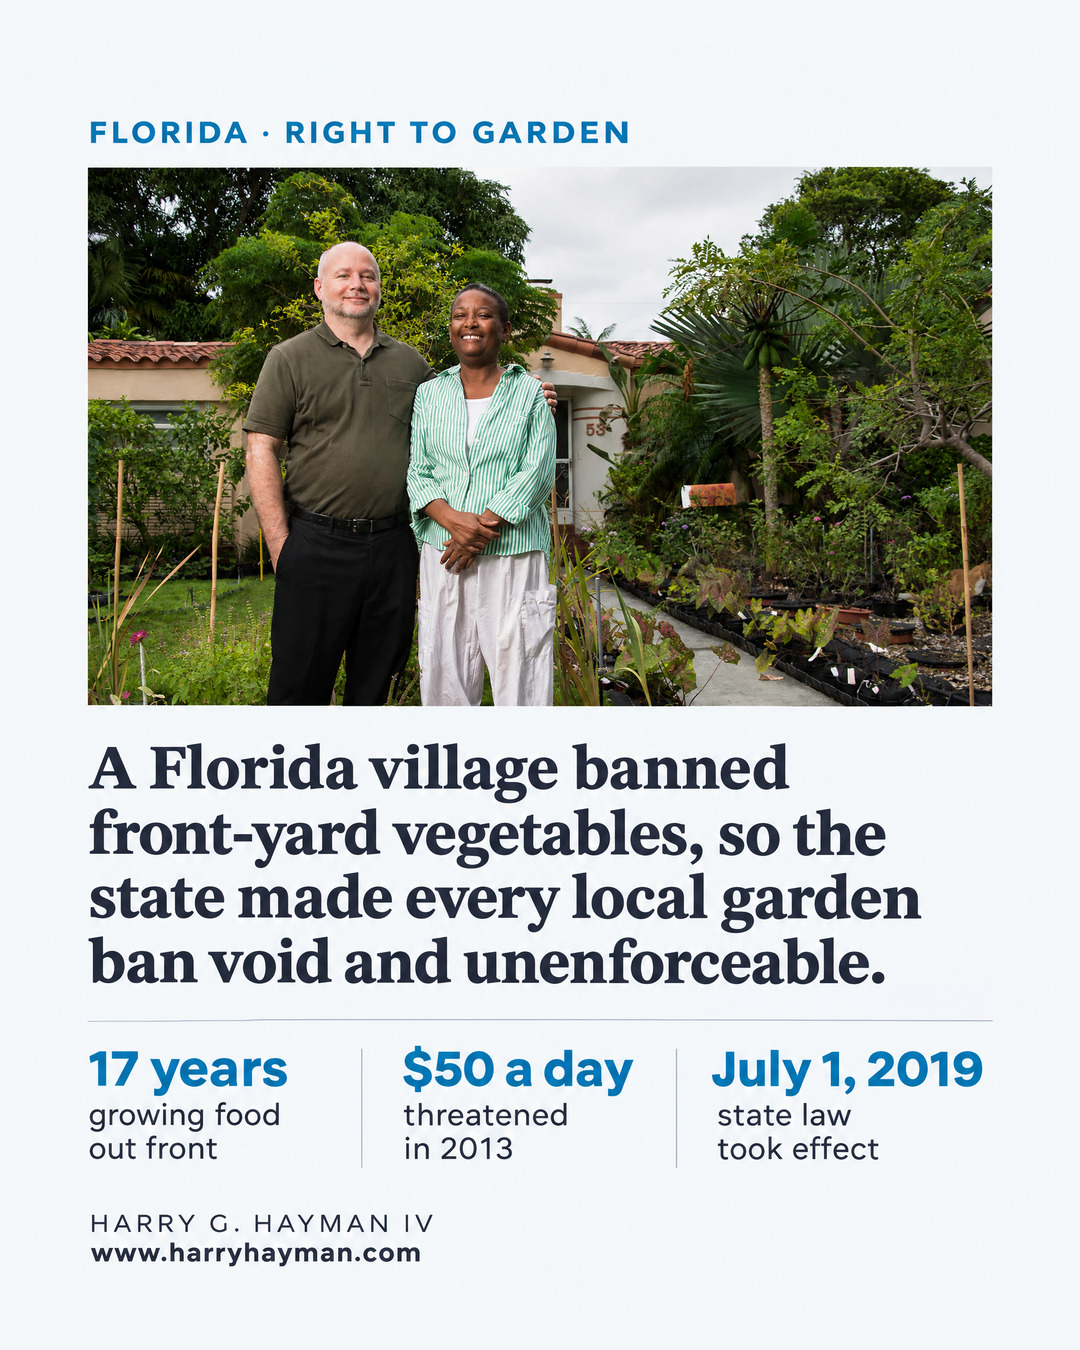 FLORIDA · RIGHT TO GARDEN
53
A Florida village banned
front-yard vegetables, so the
state made every local garden
ban void and unenforceable.
17 years
growing food
out front
$50 a day
threatened
in 2013
July 1, 2019
state law
took effect
HARRY G. HAYMAN IV
www.harryhayman.com